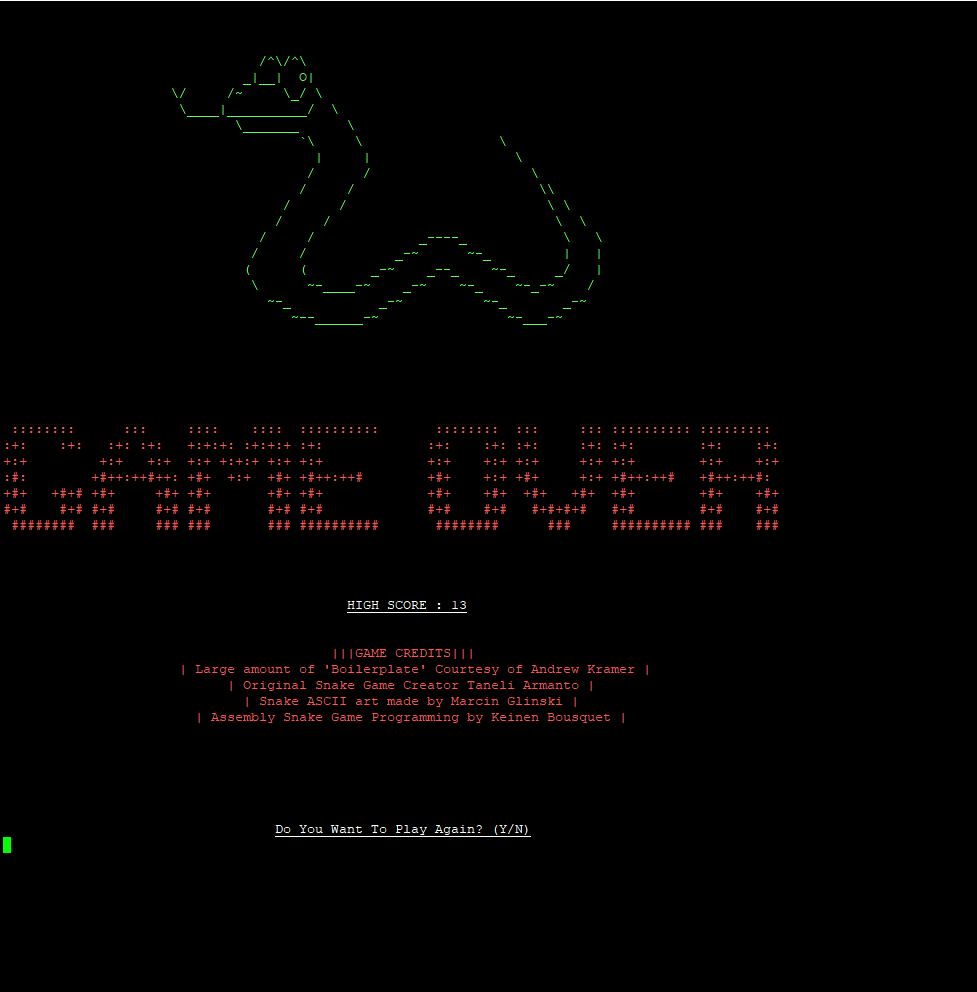 GAME OVER
HIGH SCORE : 13
|||GAME CREDITS|||
| Large amount of 'Boilerplate' Courtesy of Andrew Kramer |
| Original Snake Game Creator Taneli Armanto |
| Snake ASCII art made by Marcin Glinski |
| Assembly Snake Game Programming by Keinen Bousquet |
Do You Want To Play Again? (Y/N)